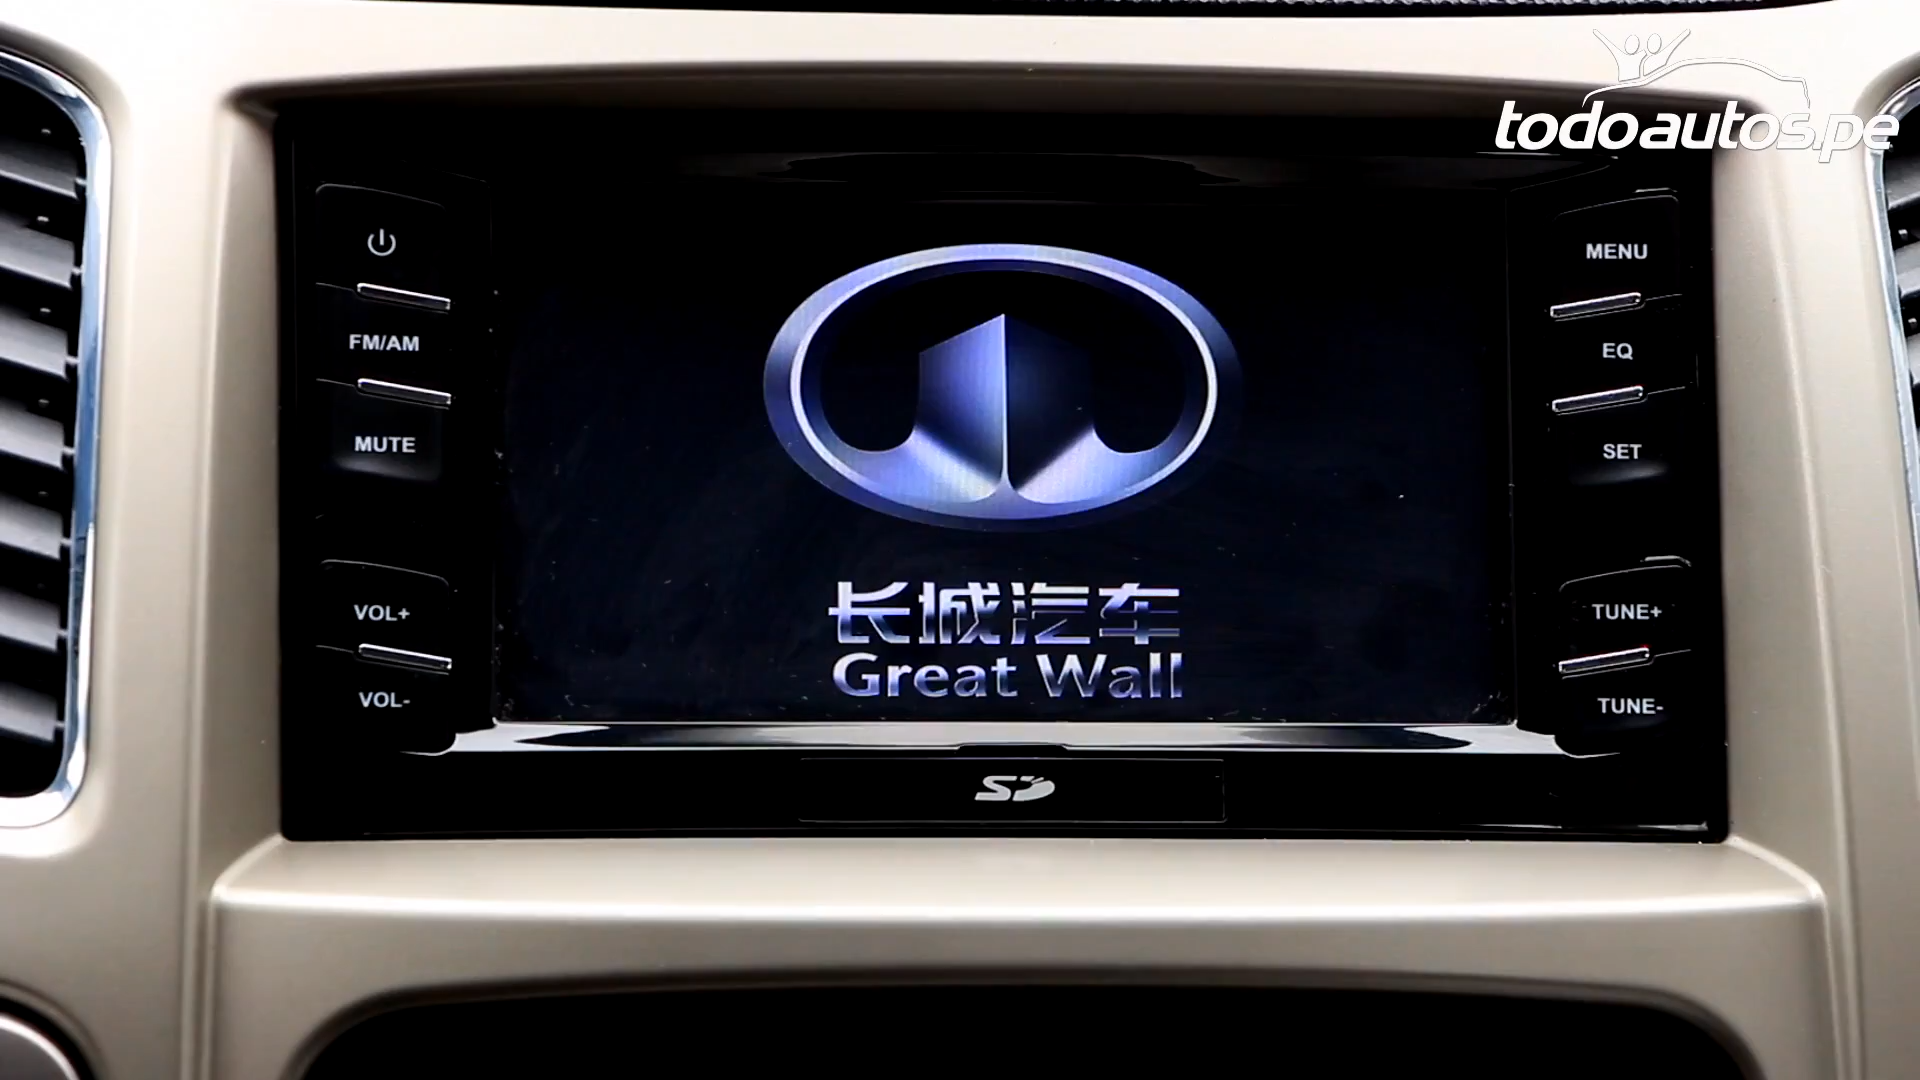 todoautos.pe
MENU
FM/AM
EQ
MUTE
SET
长城汽车
Great Wall
VOL+
TUNE+
VOL-
TUNE-
SD